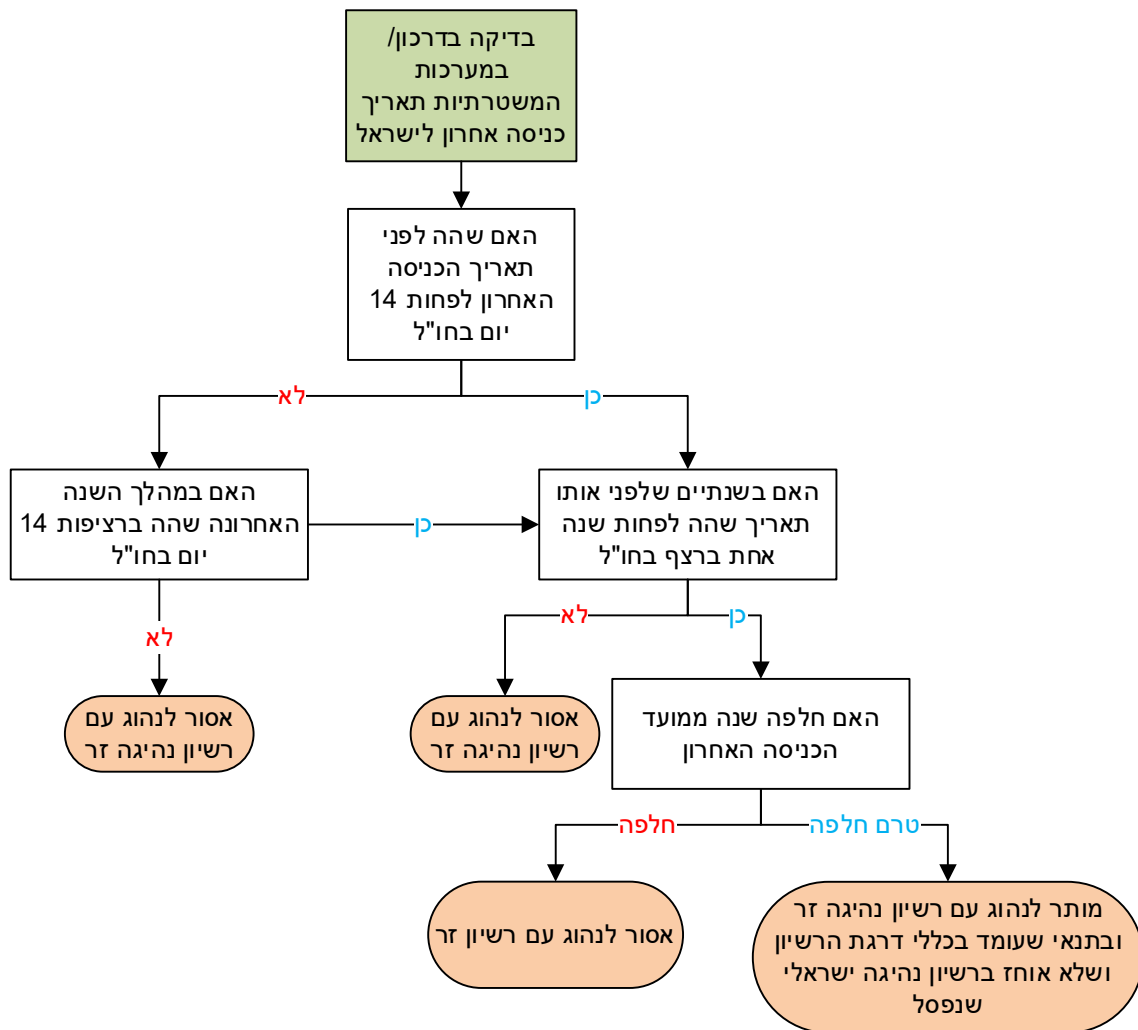 בדיקה בדרכון/
במערכות
המשטרתיות תאריך
כניסה אחרון לישראל
האם שהה לפני
תאריך הכניסה
האחרון לפחות 14
יום בחו"ל
לא
כן
האם במהלך השנה
האחרונה שהה ברציפות 14
יום בחו"ל
כן
האם בשנתיים שלפני אותו
תאריך שהה לפחות שנה
אחת ברצף בחו"ל
לא
לא
כן
אסור לנהוג עם
רשיון נהיגה זר
אסור לנהוג עם
רשיון נהיגה זר
האם חלפה שנה ממועד
הכניסה האחרון
חלפה
טרם חלפה
אסור לנהוג עם רשיון זר
מותר לנהוג עם רשיון נהיגה זר
ובתנאי שעומד בכללי דרגת הרשיון
ושלא אוחז ברשיון נהיגה ישראלי
שנפסל